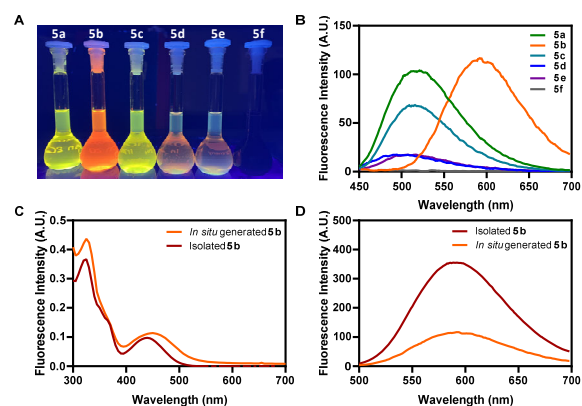 A
5a 5b 5c 5d 5e 5f
B
Fluorescence Intensity (A.U.)
150
100
50
0
450 500 550 600 650 700
Wavelength (nm)
5a
5b
5c
5d
5e
5f
C
Fluorescence Intensity (A.U.)
0.5
0.4
0.3
0.2
0.1
0.0
300 400 500 600 700
Wavelength (nm)
In situ generated 5b
Isolated 5b
D
Fluorescence Intensity (A.U.)
500
400
300
200
100
0
500 550 600 650 700
Wavelength (nm)
Isolated 5b
In situ generated 5b